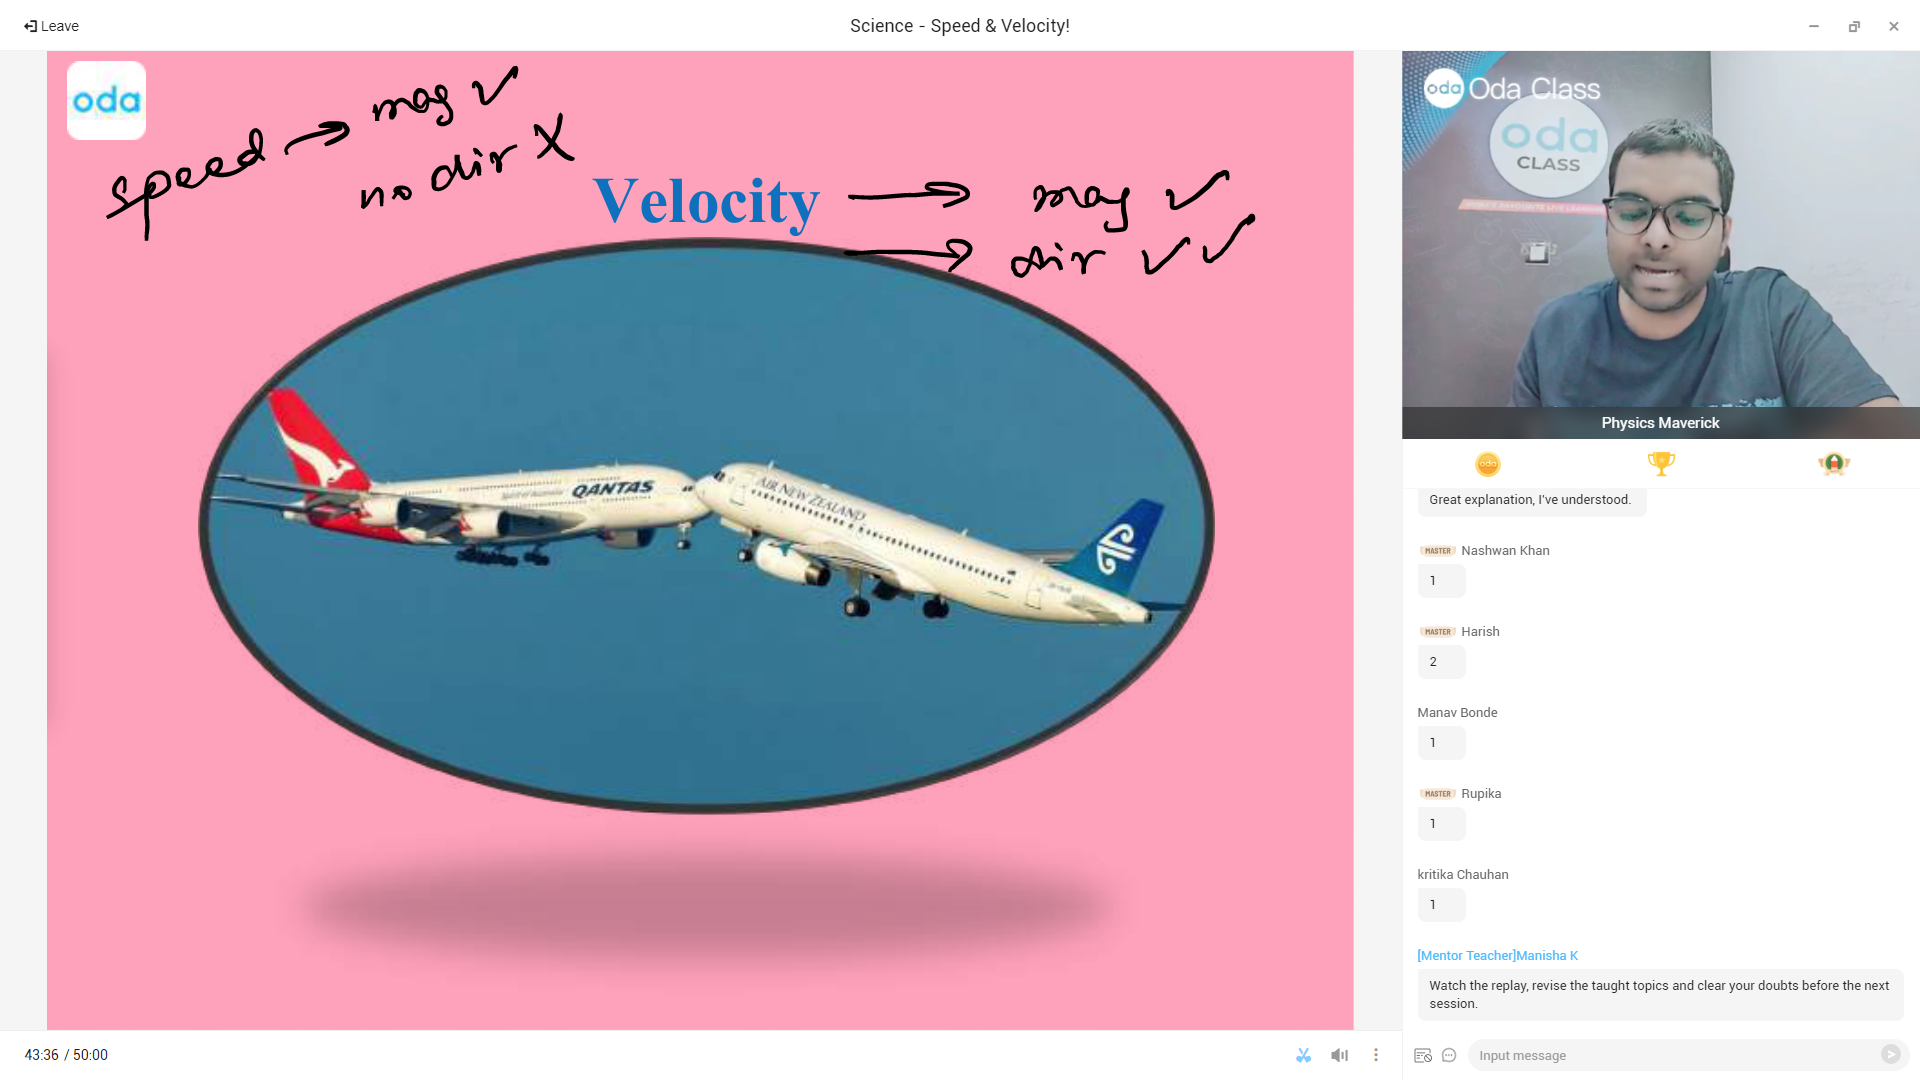 Leave
Science - Speed & Velocity!
oda
speed → mag ✓
no dir X
Velocity → mag ✓
→ dir ✓ ✓
QANTAS
AIR NEW ZEALAND
oda Oda Class
oda
CLASS
Physics Maverick
oda
Great explanation, I've understood.
MASTER Nashwan Khan
1
MASTER Harish
2
Manav Bonde
1
MASTER Rupika
1
kritika Chauhan
1
[Mentor Teacher]Manisha K
Watch the replay, revise the taught topics and clear your doubts before the next
session.
43:36 / 50:00
Input message